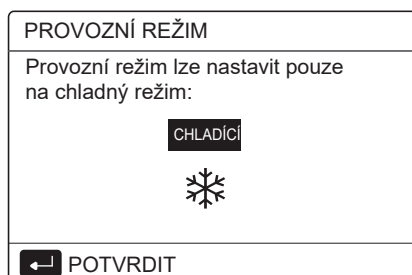 PROVOZNÍ REŽIM
Provozní režim lze nastavit pouze
na chladný režim:
CHLADÍCÍ
POTVRDIT